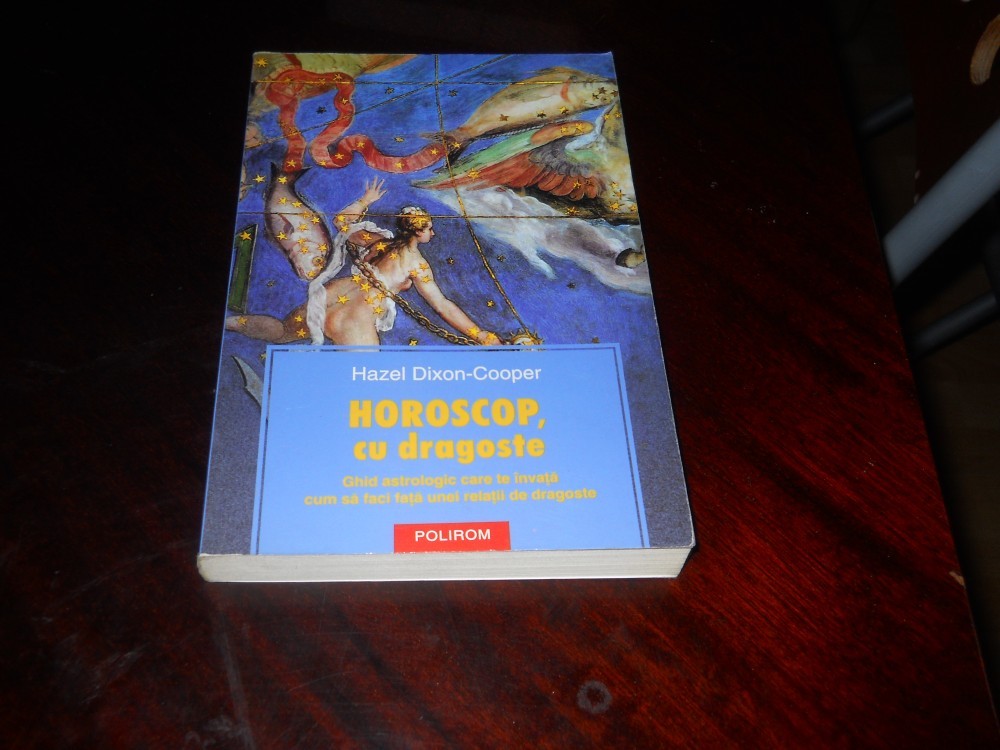 Hazel Dixon-Cooper
HOROSCOP,
cu dragoste
Ghid astrologic care te învață
cum să faci față unei relații de dragoste
POLIROM